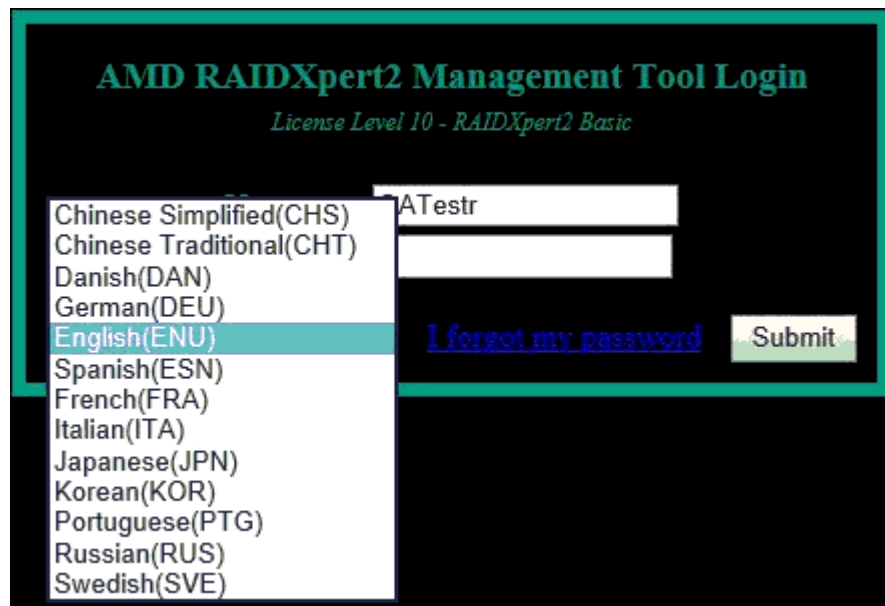 AMD RAIDXpert2 Management Tool Login
License Level 10 - RAIDXpert2 Basic
ATestr
Chinese Simplified(CHS)
Chinese Traditional(CHT)
Danish(DAN)
German(DEU)
English(ENU)
Spanish(ESN)
French(FRA)
Italian(ITA)
Japanese(JPN)
Korean(KOR)
Portuguese(PTG)
Russian(RUS)
Swedish(SVE)
I forgot my password
Submit